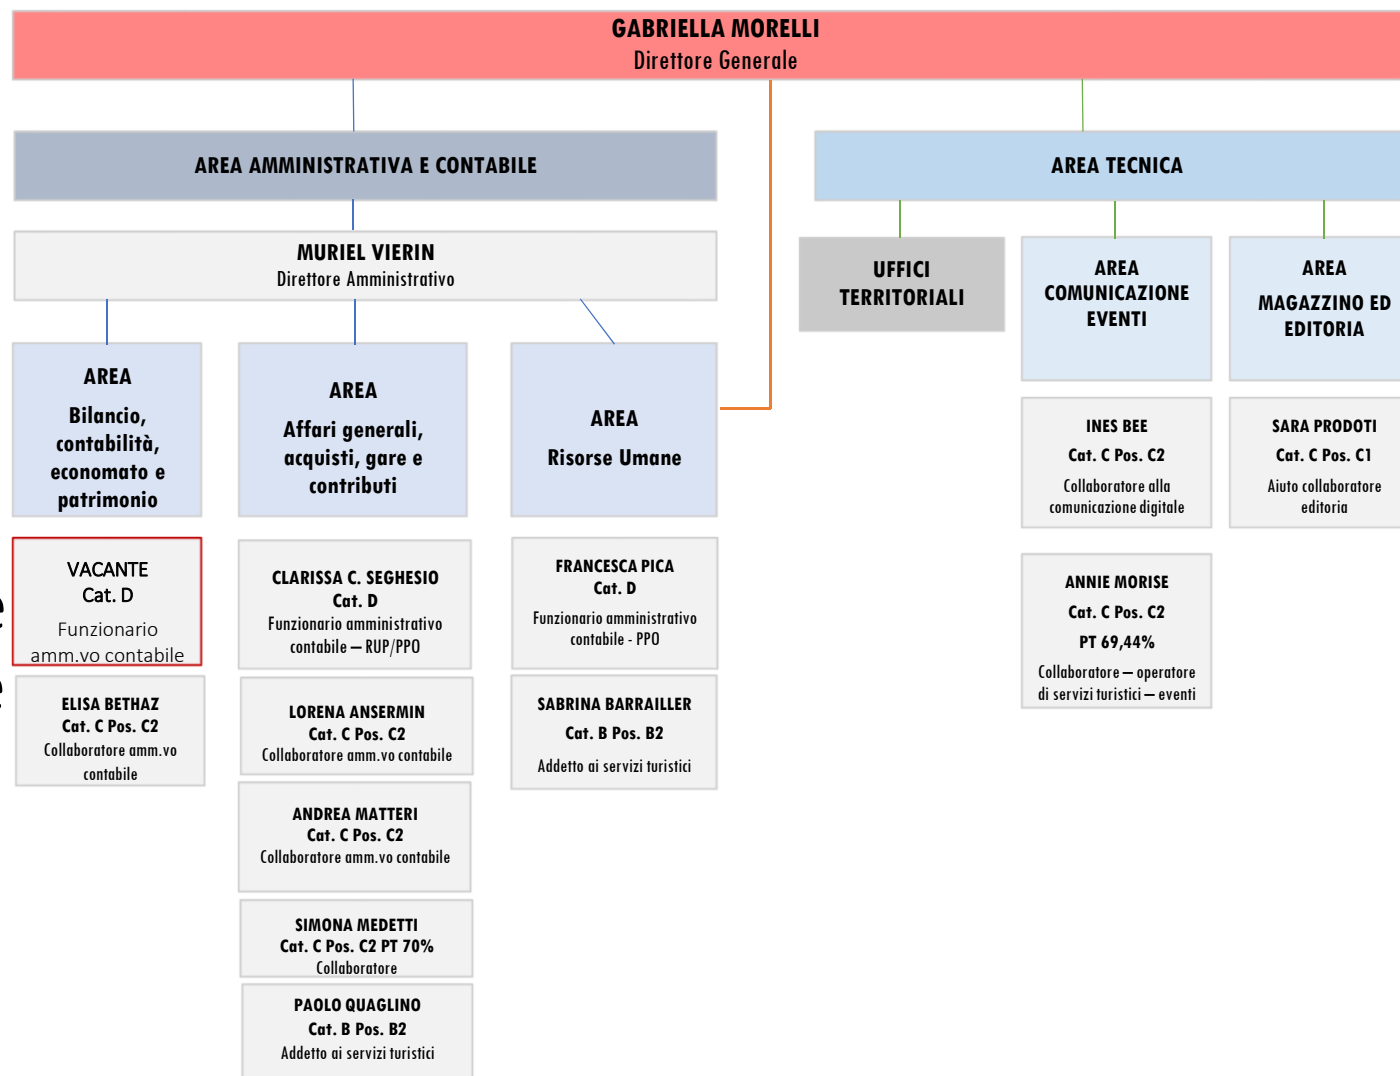 GABRIELLA MORELLI
Direttore Generale
AREA AMMINISTRATIVA E CONTABILE
MURIEL VIERIN
Direttore Amministrativo
AREA
Bilancio,
contabilità,
economato e
patrimonio
VACANTE
Cat. D
Funzionario
amm.vo contabile
ELISA BETHAZ
Cat. C Pos. C2
Collaboratore amm.vo
contabile
AREA
Affari generali,
acquisti, gare e
contributi
CLARISSA C. SEGHESIO
Cat. D
Funzionario amministrativo
contabile – RUP/PPO
LORENA ANSERMIN
Cat. C Pos. C2
Collaboratore amm.vo contabile
ANDREA MATTERI
Cat. C Pos. C2
Collaboratore amm.vo contabile
SIMONA MEDETTI
Cat. C Pos. C2 PT 70%
Collaboratore
PAOLO QUAGLINO
Cat. B Pos. B2
Addetto ai servizi turistici
AREA
Risorse Umane
FRANCESCA PICA
Cat. D
Funzionario amministrativo
contabile - PPO
SABRINA BARRAILLER
Cat. B Pos. B2
Addetto ai servizi turistici
AREA TECNICA
UFFICI
TERRITORIALI
AREA
COMUNICAZIONE
EVENTI
INES BEE
Cat. C Pos. C2
Collaboratore alla
comunicazione digitale
ANNIE MORISE
Cat. C Pos. C2
PT 69,44%
Collaboratore – operatore
di servizi turistici – eventi
AREA
MAGAZZINO ED
EDITORIA
SARA PRODOTI
Cat. C Pos. C1
Aiuto collaboratore
editoria